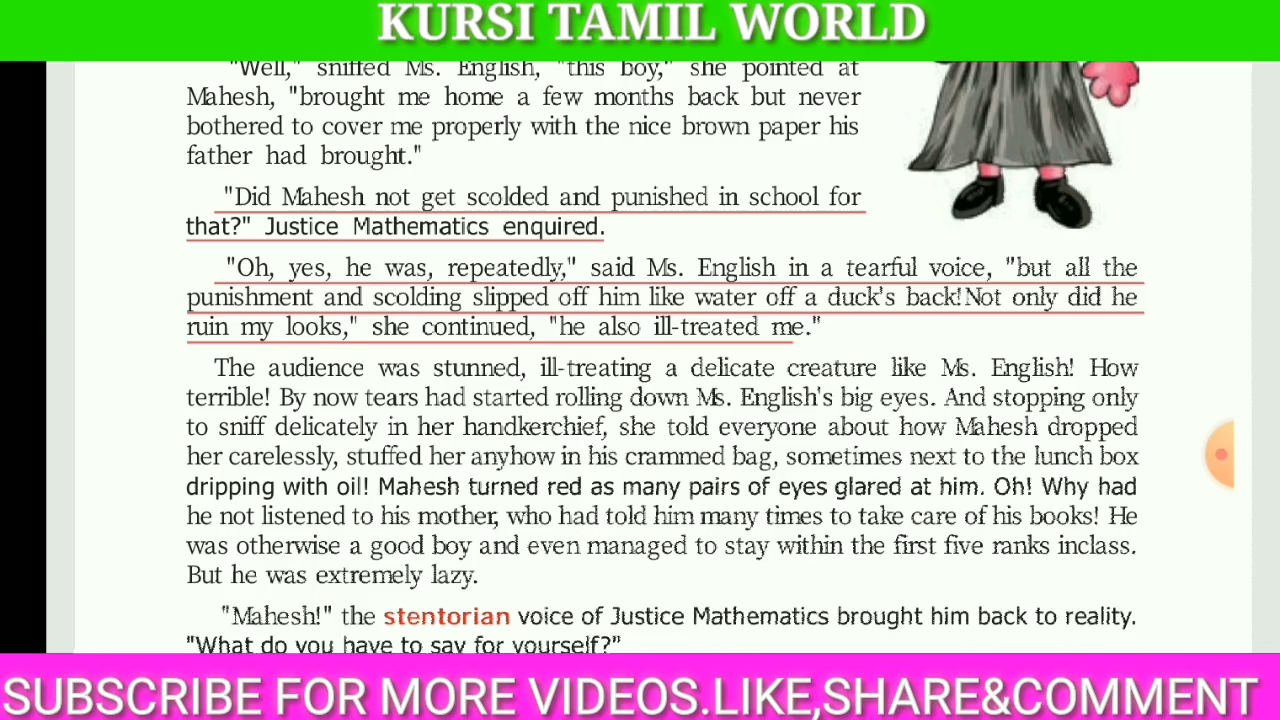 KURSI TAMIL WORLD
"Well," sniffed Ms. English, "this boy," she pointed at
Mahesh, "brought me home a few months back but never
bothered to cover me properly with the nice brown paper his
father had brought."
"Did Mahesh not get scolded and punished in school for
that?" Justice Mathematics enquired.
"Oh, yes, he was, repeatedly," said Ms. English in a tearful voice, "but all the
punishment and scolding slipped off him like water off a duck's back!Not only did he
ruin my looks," she continued, "he also ill-treated me."
The audience was stunned, ill-treating a delicate creature like Ms. English! How
terrible! By now tears had started rolling down Ms. English's big eyes. And stopping only
to sniff delicately in her handkerchief, she told everyone about how Mahesh dropped
her carelessly, stuffed her anyhow in his crammed bag, sometimes next to the lunch box
dripping with oil! Mahesh turned red as many pairs of eyes glared at him. Oh! Why had
he not listened to his mother, who had told him many times to take care of his books! He
was otherwise a good boy and even managed to stay within the first five ranks inclass.
But he was extremely lazy.
"Mahesh!" the stentorian voice of Justice Mathematics brought him back to reality.
"What do you have to say for yourself?"
SUBSCRIBE FOR MORE VIDEOS.LIKE,SHARE&COMMENT